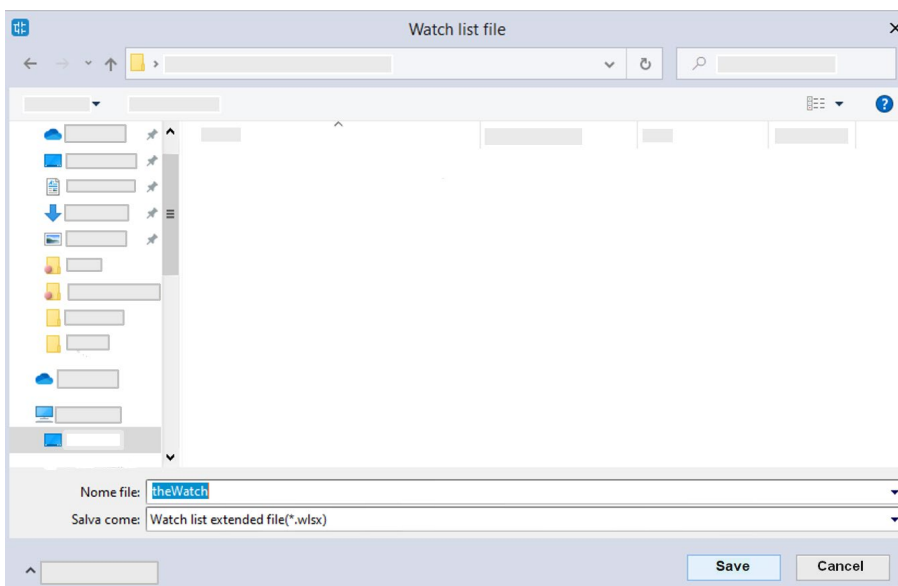 Watch list file
Nome file: theWatch
Salva come: Watch list extended file(*.wlsx)
Save Cancel